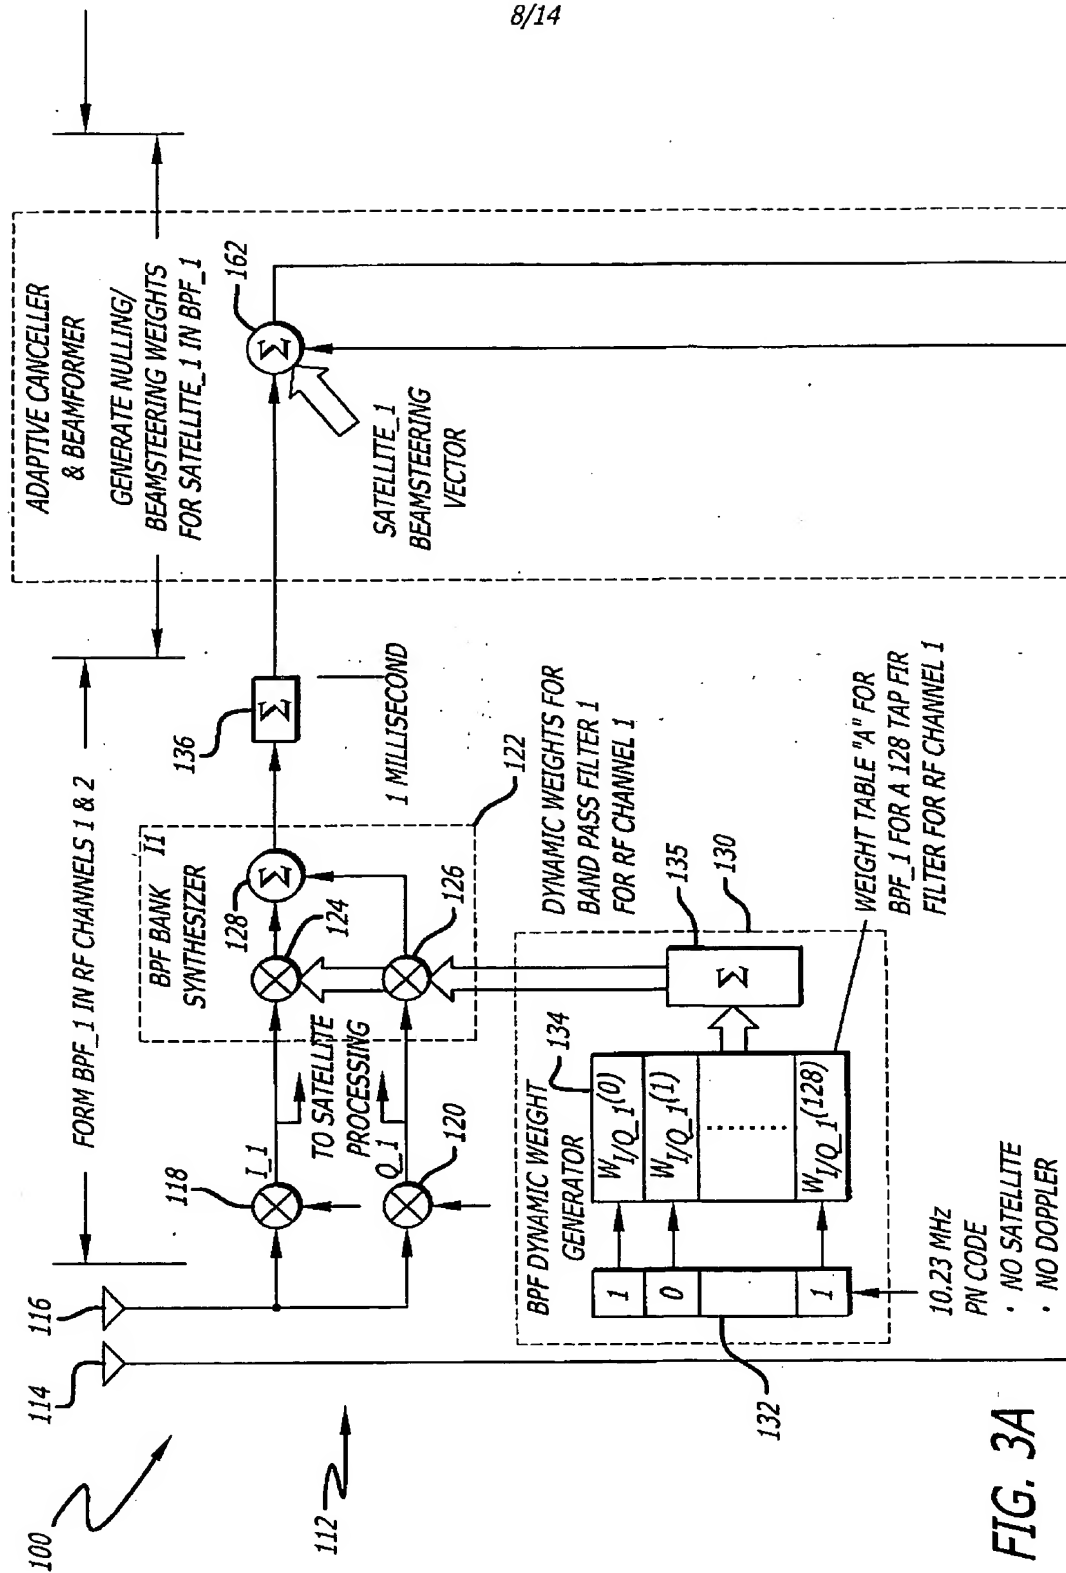 8/14
100
112
114
116
FORM BPF_1 IN RF CHANNELS 1 & 2
118
I_1
TO SATELLITE
PROCESSING
Q_1
120
BPF BANK
SYNTHESIZER
I1
128
Σ
124
126
122
136
Σ
1 MILLISECOND
ADAPTIVE CANCELLER
& BEAMFORMER
GENERATE NULLING/
BEAMSTEERING WEIGHTS
FOR SATELLITE_1 IN BPF_1
162
Σ
SATELLITE_1
BEAMSTEERING
VECTOR
DYNAMIC WEIGHTS FOR
BAND PASS FILTER 1
FOR RF CHANNEL 1
BPF DYNAMIC WEIGHT
GENERATOR
134
135
130
1
0
1
W I/Q_1 (0)
W I/Q_1 (1)
........
W I/Q_1 (128)
Σ
132
WEIGHT TABLE "A" FOR
BPF_1 FOR A 128 TAP FIR
FILTER FOR RF CHANNEL 1
10.23 MHz
PN CODE
· NO SATELLITE
· NO DOPPLER
FIG. 3A